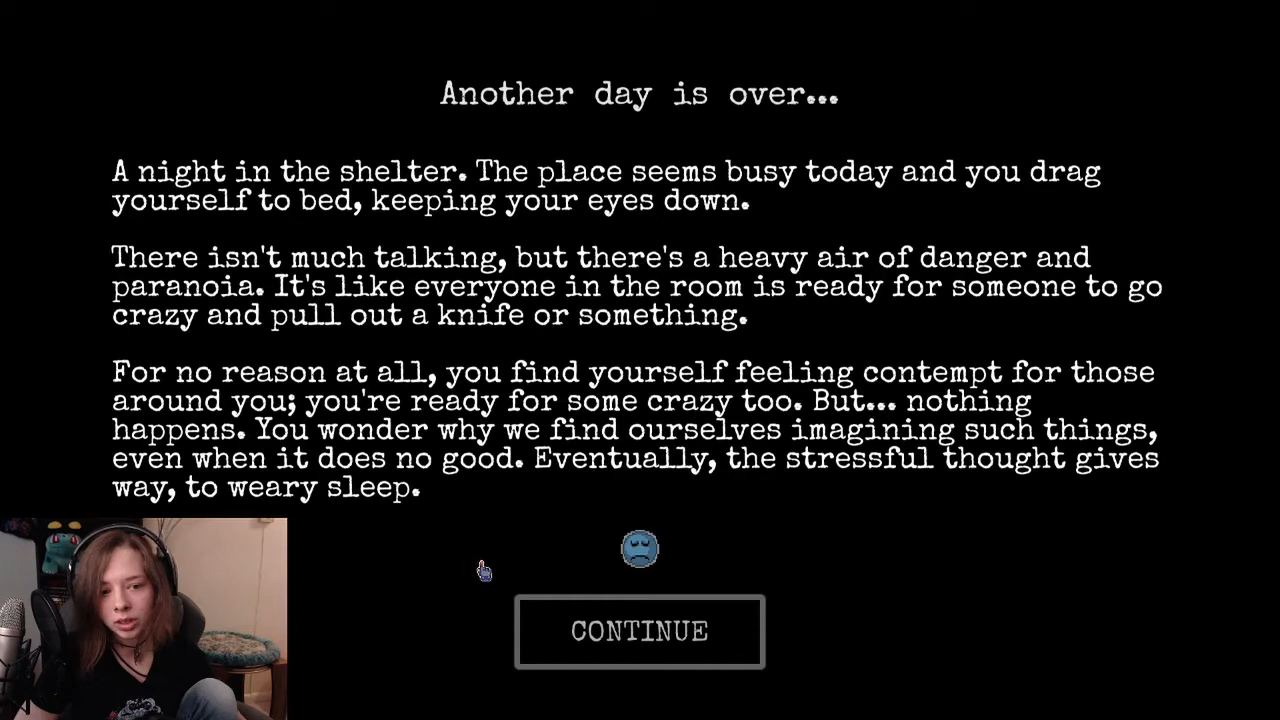 Another day is over...
A night in the shelter. The place seems busy today and you drag
yourself to bed, keeping your eyes down.
There isn't much talking, but there's a heavy air of danger and
paranoia. It's like everyone in the room is ready for someone to go
crazy and pull out a knife or something.
For no reason at all, you find yourself feeling contempt for those
around you; you're ready for some crazy too. But... nothing
happens. You wonder why we find ourselves imagining such things,
even when it does no good. Eventually, the stressful thought gives
way, to weary sleep.
CONTINUE